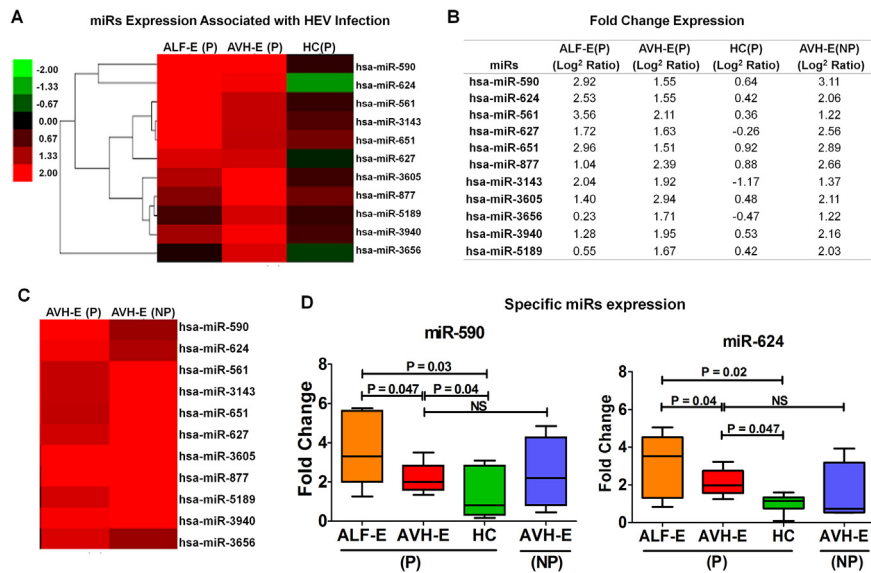 A
miRs Expression Associated with HEV Infection
ALF-E (P) AVH-E (P) HC(P)
-2.00
-1.33
-0.67
0.00
0.67
1.33
2.00
hsa-miR-590
hsa-miR-624
hsa-miR-561
hsa-miR-3143
hsa-miR-651
hsa-miR-627
hsa-miR-3605
hsa-miR-877
hsa-miR-5189
hsa-miR-3940
hsa-miR-3656
B
Fold Change Expression
ALF-E(P) AVH-E(P) HC(P) AVH-E(NP)
miRs (Log² Ratio) (Log² Ratio) (Log² Ratio) (Log² Ratio)
hsa-miR-590 2.92 1.55 0.64 3.11
hsa-miR-624 2.53 1.55 0.42 2.06
hsa-miR-561 3.56 2.11 0.36 1.22
hsa-miR-627 1.72 1.63 -0.26 2.56
hsa-miR-651 2.96 1.51 0.92 2.89
hsa-miR-877 1.04 2.39 0.88 2.66
hsa-miR-3143 2.04 1.92 -1.17 1.37
hsa-miR-3605 1.40 2.94 0.48 2.11
hsa-miR-3656 0.23 1.71 -0.47 1.22
hsa-miR-3940 1.28 1.95 0.53 2.16
hsa-miR-5189 0.55 1.67 0.42 2.03
C
AVH-E (P) AVH-E (NP)
hsa-miR-590
hsa-miR-624
hsa-miR-561
hsa-miR-3143
hsa-miR-651
hsa-miR-627
hsa-miR-3605
hsa-miR-877
hsa-miR-5189
hsa-miR-3940
hsa-miR-3656
D
Specific miRs expression
miR-590
Fold Change
8
6
4
2
0
P = 0.03
P = 0.047 P = 0.04
NS
ALF-E AVH-E HC AVH-E
(P) (NP)
miR-624
Fold Change
8
6
4
2
0
P = 0.02
P = 0.04 NS
P = 0.047
ALF-E AVH-E HC AVH-E
(P) (NP)